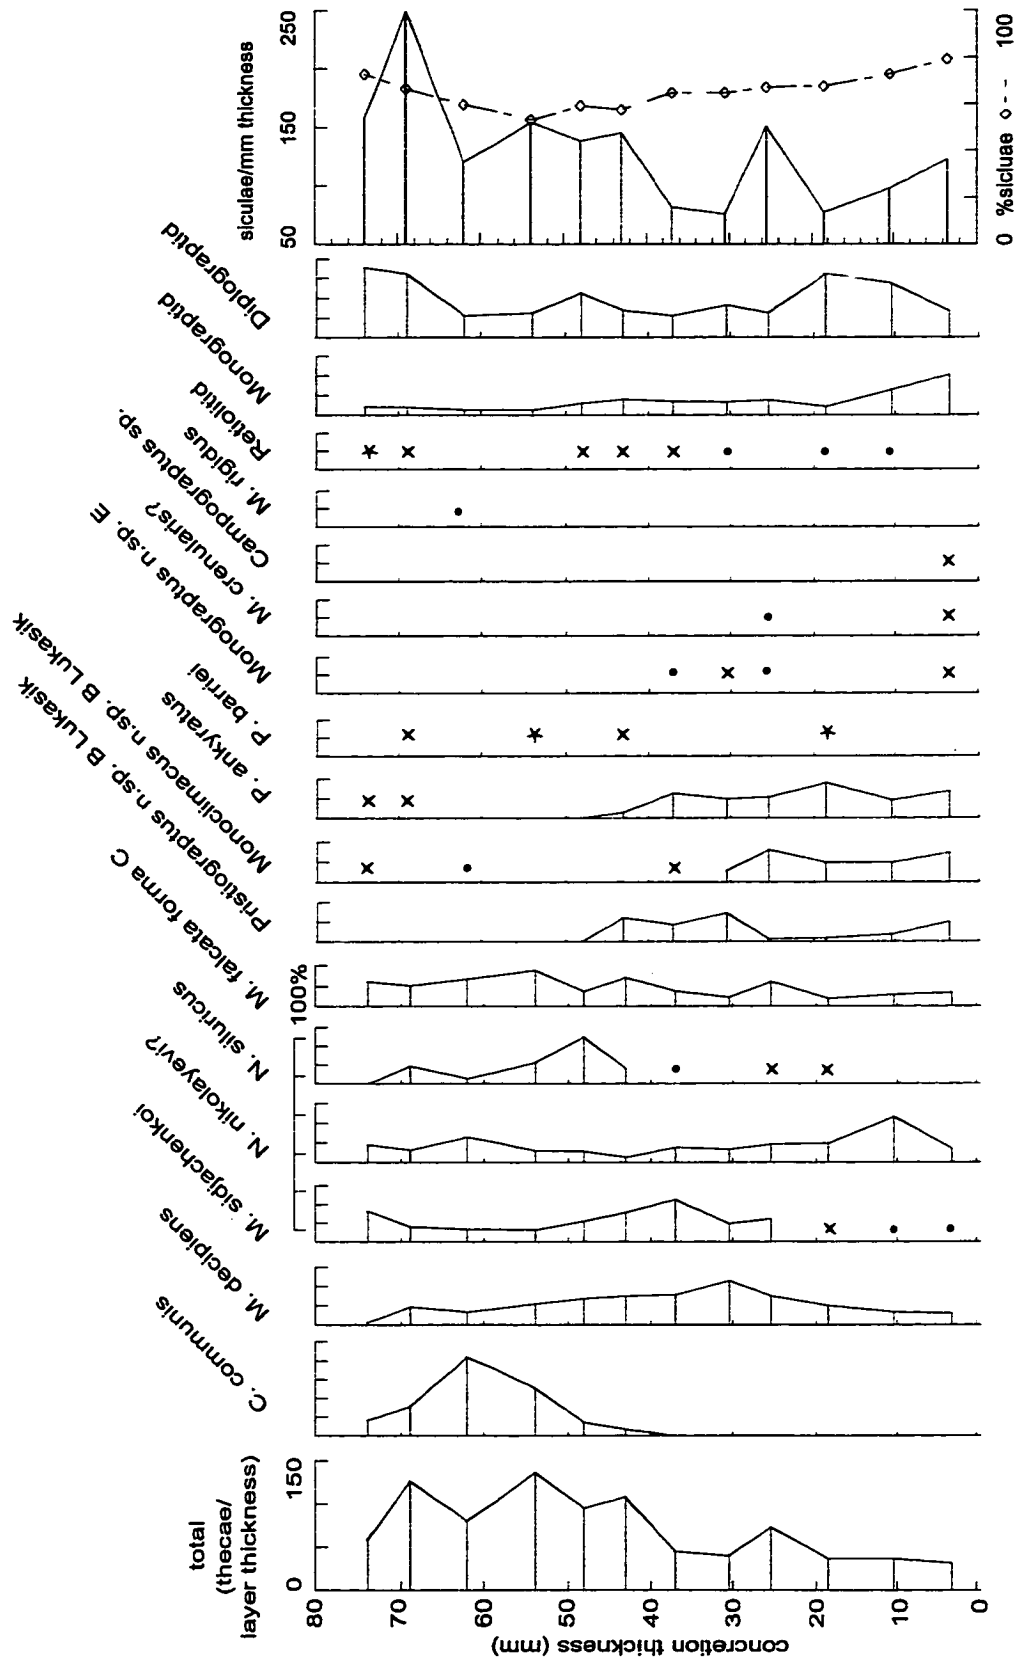 total
(thecae/
layer thickness)
0
150
C. communis
M. decipiens
M. sidjachenkoi
N. nikolayevi?
N. siluricus
100%
M. falcata forma C
Pristiograptus n.sp. B Lukasik
Monoclimacus n.sp. B Lukasik
P. ankyratus
P. barriei
Monograptus n.sp. E
M. crenularis?
Campograptus sp.
M. rigidus
Retiolitid
Monograptid
Diplograptid
siculae/mm thickness
50
150
250
0 %sicluae ◇- - 100
concretion thickness (mm)
80
70
60
50
40
30
20
10
0